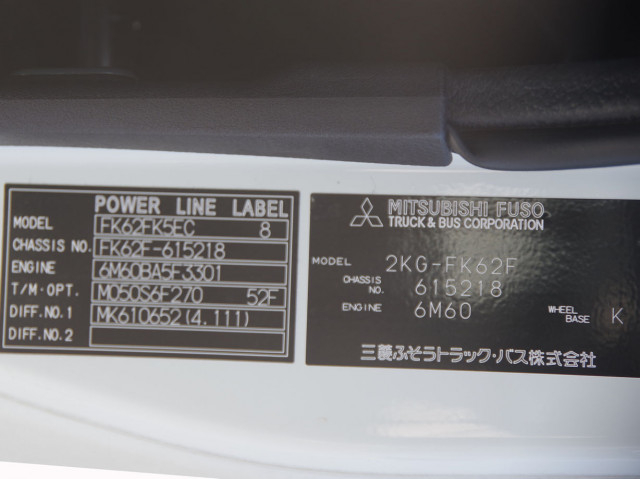 POWER LINE LABEL
MODEL FK62FK5EC 8
CHASSIS NO. FK62F-615218
ENGINE 6M60BA5F3301
T/M·OPT. M050S6F270 52F
DIFF. NO.1 MK610652(4.111)
DIFF. NO.2
MITSUBISHI FUSO
TRUCK & BUS CORPORATION
MODEL 2KG-FK62F
CHASSIS NO. 615218
ENGINE 6M60 WHEEL BASE K
三菱ふそうトラック・バス株式会社